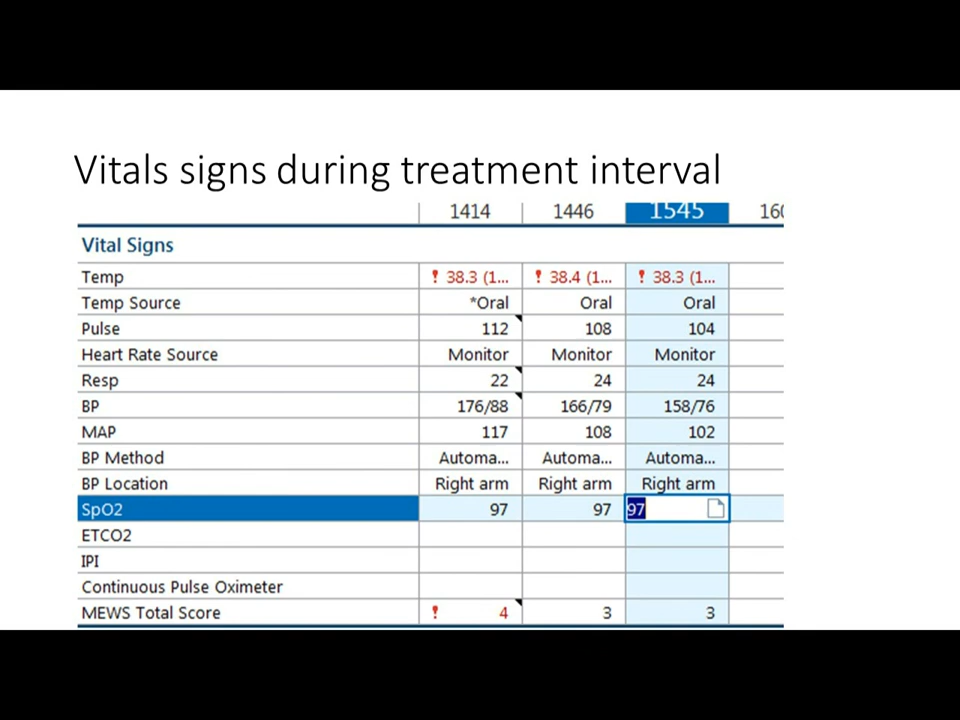 Vitals signs during treatment interval
1414 1446 1545 160
Vital Signs
Temp ! 38.3 (1... ! 38.4 (1... ! 38.3 (1...
Temp Source *Oral Oral Oral
Pulse 112 108 104
Heart Rate Source Monitor Monitor Monitor
Resp 22 24 24
BP 176/88 166/79 158/76
MAP 117 108 102
BP Method Automa... Automa... Automa...
BP Location Right arm Right arm Right arm
SpO2 97 97 97
ETCO2
IPI
Continuous Pulse Oximeter
MEWS Total Score ! 4 3 3